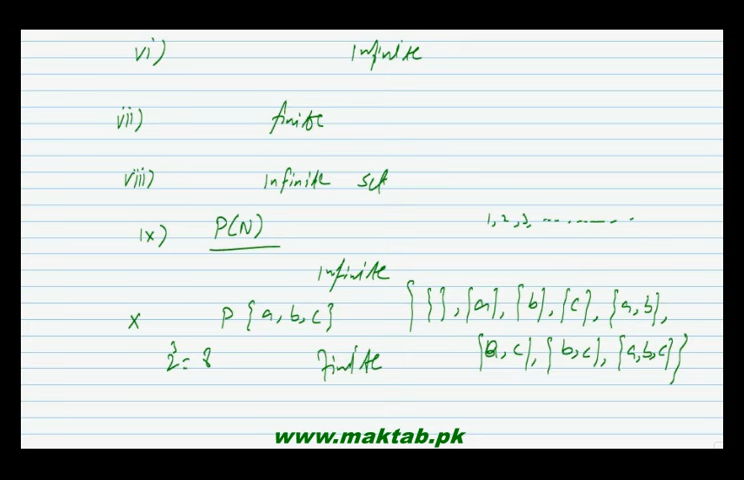 vi) infinite
vii) finite
viii) infinite set
ix) P(N) 1, 2, 3, ............
infinite
x P {a, b, c} { { }, {a}, {b}, {c}, {a, b},
2³ = 8 Finite {a, c}, {b, c}, {a, b, c} }
www.maktab.pk